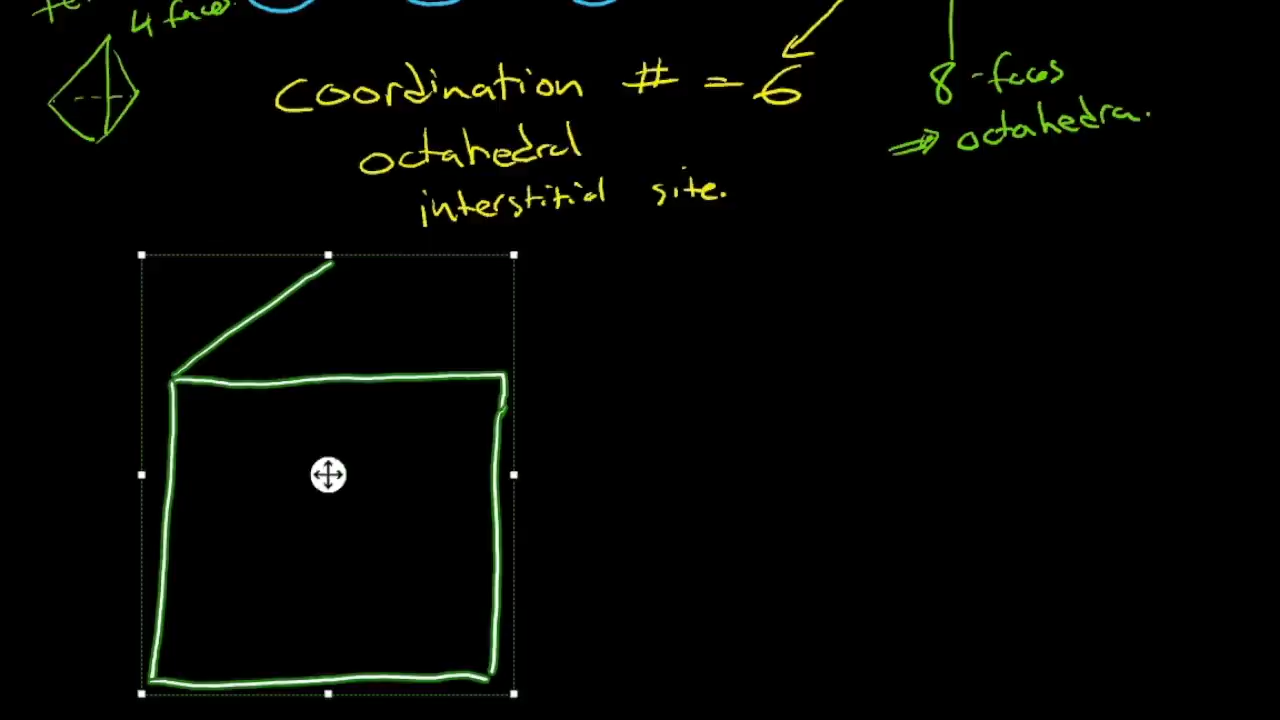 4 faces
Coordination # = 6
octahedral
interstitial site.
8-faces
⇒ octahedra.